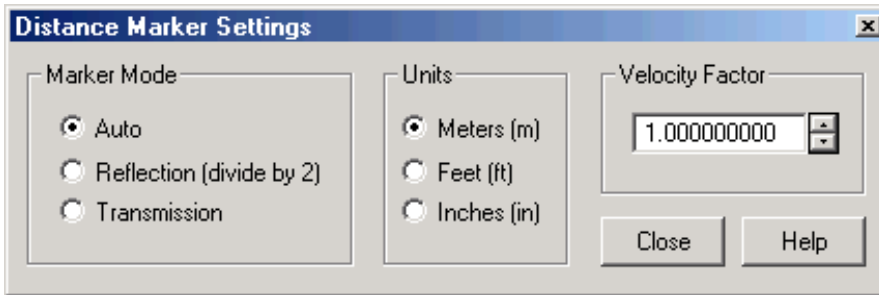 Distance Marker Settings
Marker Mode
Auto
Reflection (divide by 2)
Transmission
Units
Meters (m)
Feet (ft)
Inches (in)
Velocity Factor
1.000000000
Close
Help